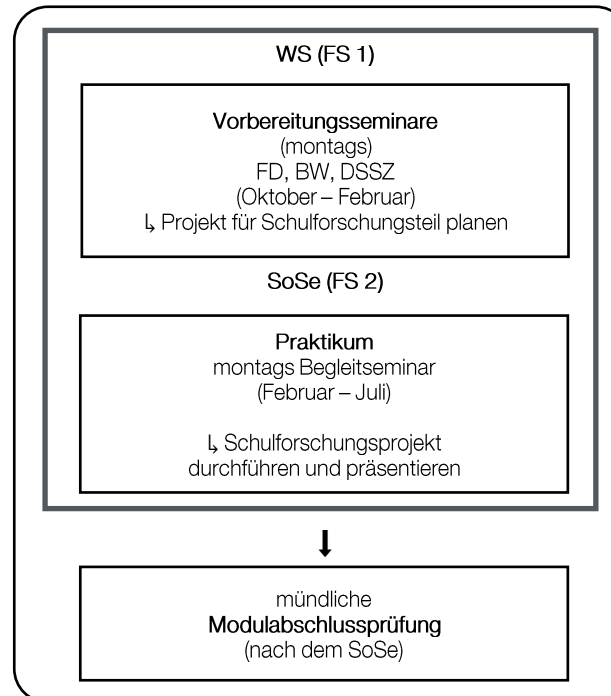 WS (FS 1)
Vorbereitungsseminare
(montags)
FD, BW, DSSZ
(Oktober – Februar)
↳ Projekt für Schulforschungsteil planen
SoSe (FS 2)
Praktikum
montags Begleitseminar
(Februar – Juli)
↳ Schulforschungsprojekt
durchführen und präsentieren
mündliche
Modulabschlussprüfung
(nach dem SoSe)